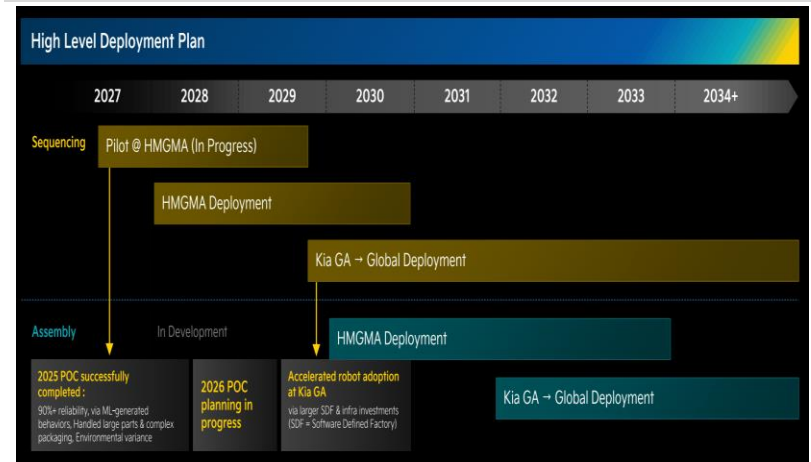 High Level Deployment Plan
2027 2028 2029 2030 2031 2032 2033 2034+
Sequencing
Pilot @ HMGMA (In Progress)
HMGMA Deployment
Kia GA → Global Deployment
Assembly
In Development
HMGMA Deployment
Kia GA → Global Deployment
2025 POC successfully
completed :
90%+ reliability, via ML-generated
behaviors, Handled large parts & complex
packaging, Environmental variance
2026 POC
planning in
progress
Accelerated robot adoption
at Kia GA
via larger SDF & infra investments
(SDF = Software Defined Factory)